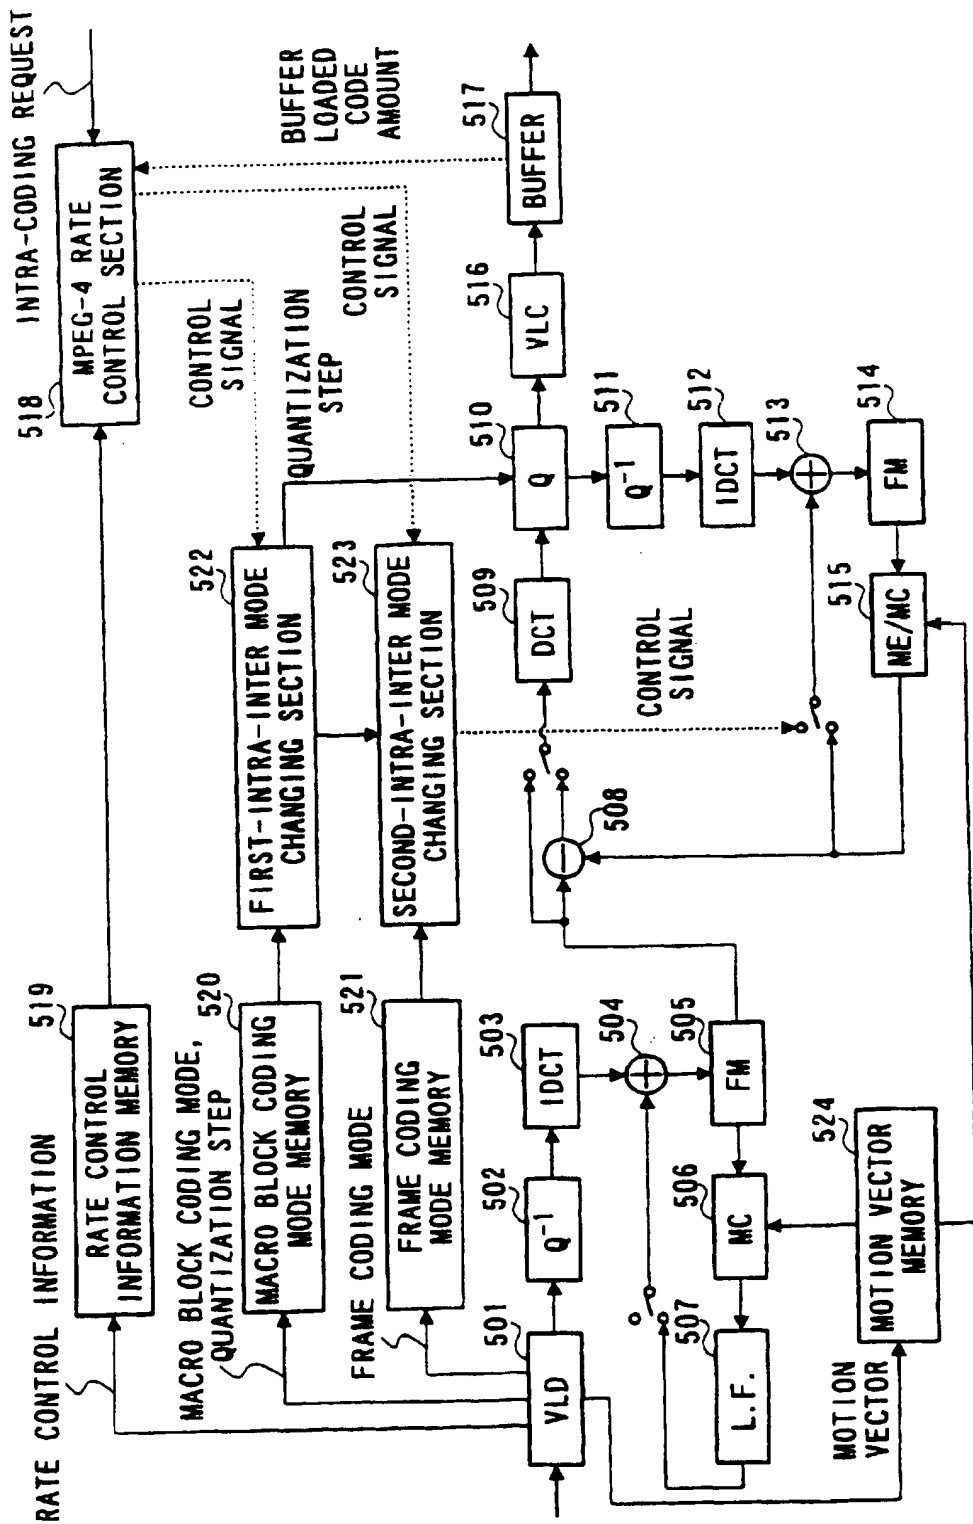 RATE CONTROL INFORMATION
519
RATE CONTROL
INFORMATION MEMORY
518
MPEG-4 RATE
CONTROL SECTION
INTRA-CODING REQUEST
MACRO BLOCK CODING MODE,
QUANTIZATION STEP
520
MACRO BLOCK CODING
MODE MEMORY
522
FIRST-INTRA-INTER MODE
CHANGING SECTION
CONTROL
SIGNAL
QUANTIZATION
STEP
BUFFER
LOADED
CODE
AMOUNT
FRAME CODING MODE
521
FRAME CODING
MODE MEMORY
523
SECOND-INTRA-INTER MODE
CHANGING SECTION
CONTROL
SIGNAL
501
VLD
502
Q-1
503
IDCT
509
DCT
510
Q
516
VLC
517
BUFFER
504
508
CONTROL
SIGNAL
511
Q-1
512
IDCT
513
507
L.F.
506
MC
505
FM
515
ME/MC
514
FM
MOTION
VECTOR
524
MOTION VECTOR
MEMORY